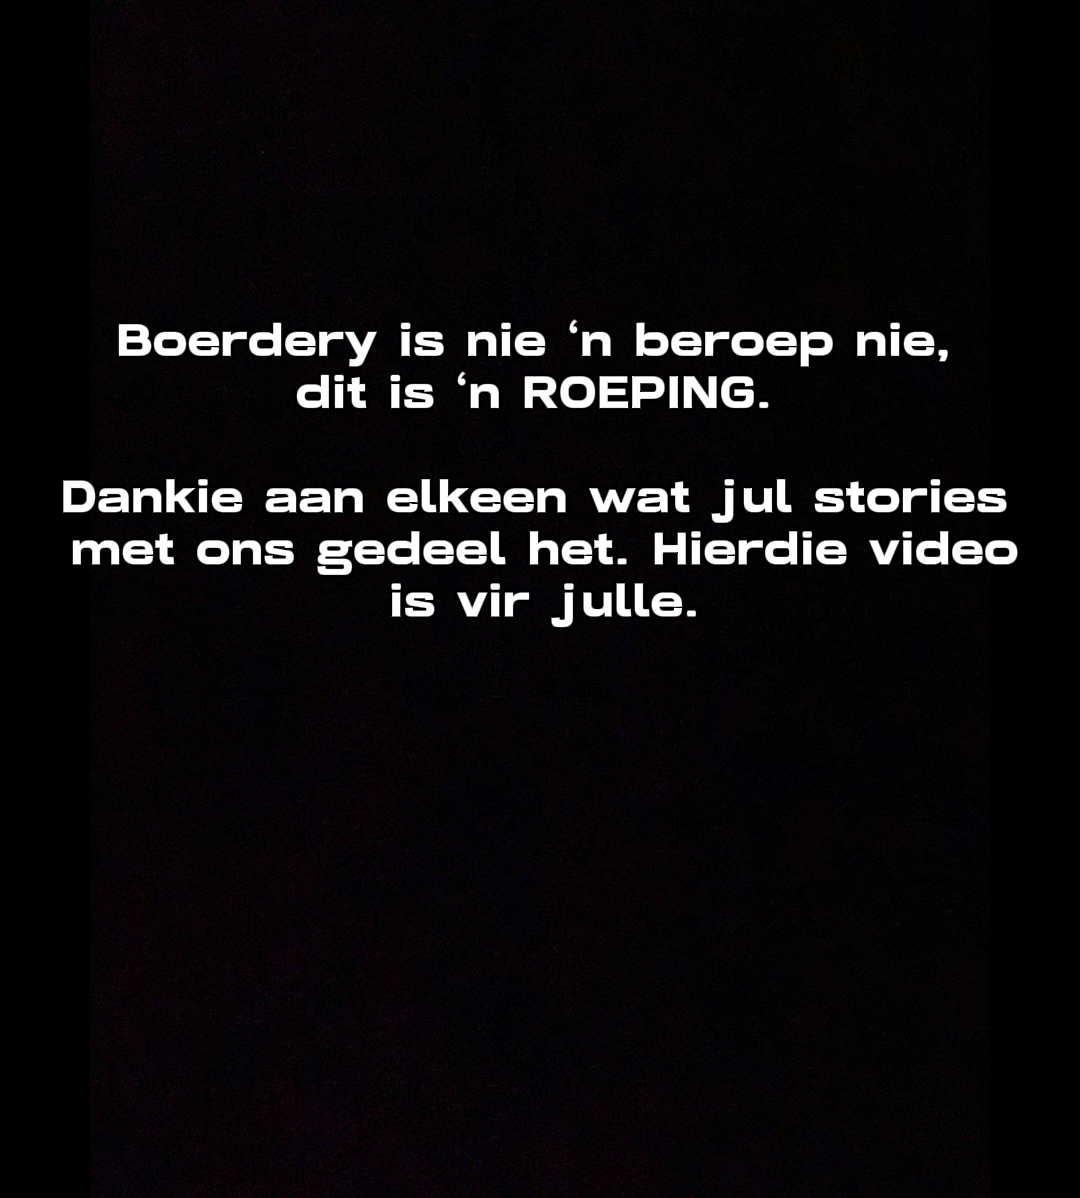 Boerdery is nie ‘n beroep nie,
dit is ‘n ROEPING.
Dankie aan elkeen wat jul stories
met ons gedeel het. Hierdie video
is vir julle.